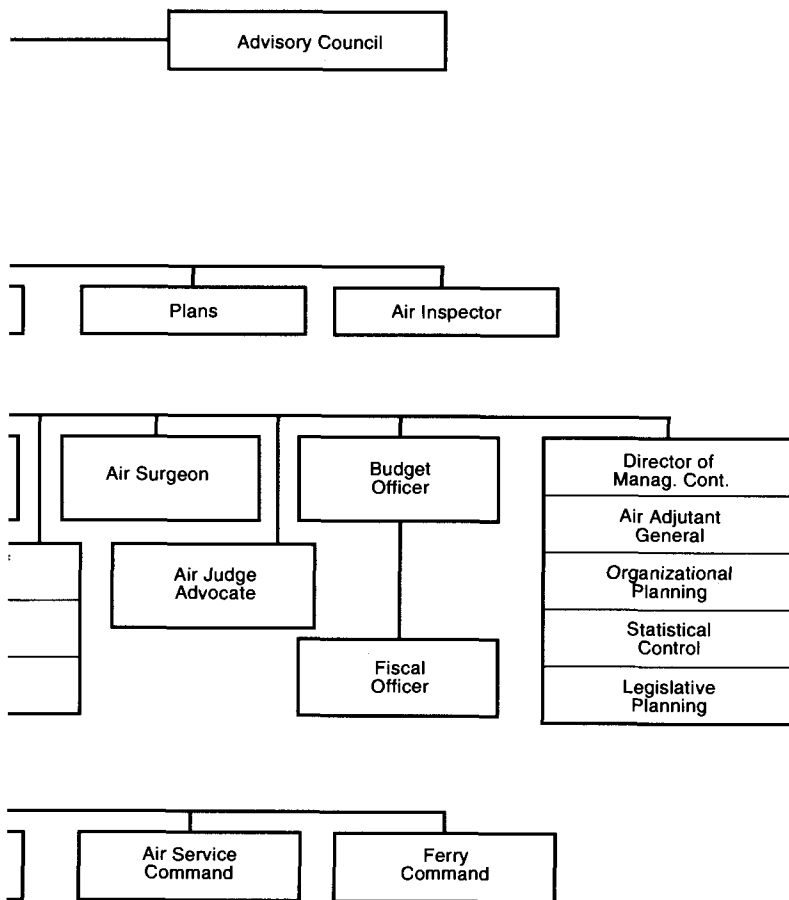 Advisory Council
Plans
Air Inspector
Air Surgeon
Budget
Officer
Director of
Manag. Cont.
Air Adjutant
General
Organizational
Planning
Statistical
Control
Legislative
Planning
Air Judge
Advocate
Fiscal
Officer
Air Service
Command
Ferry
Command